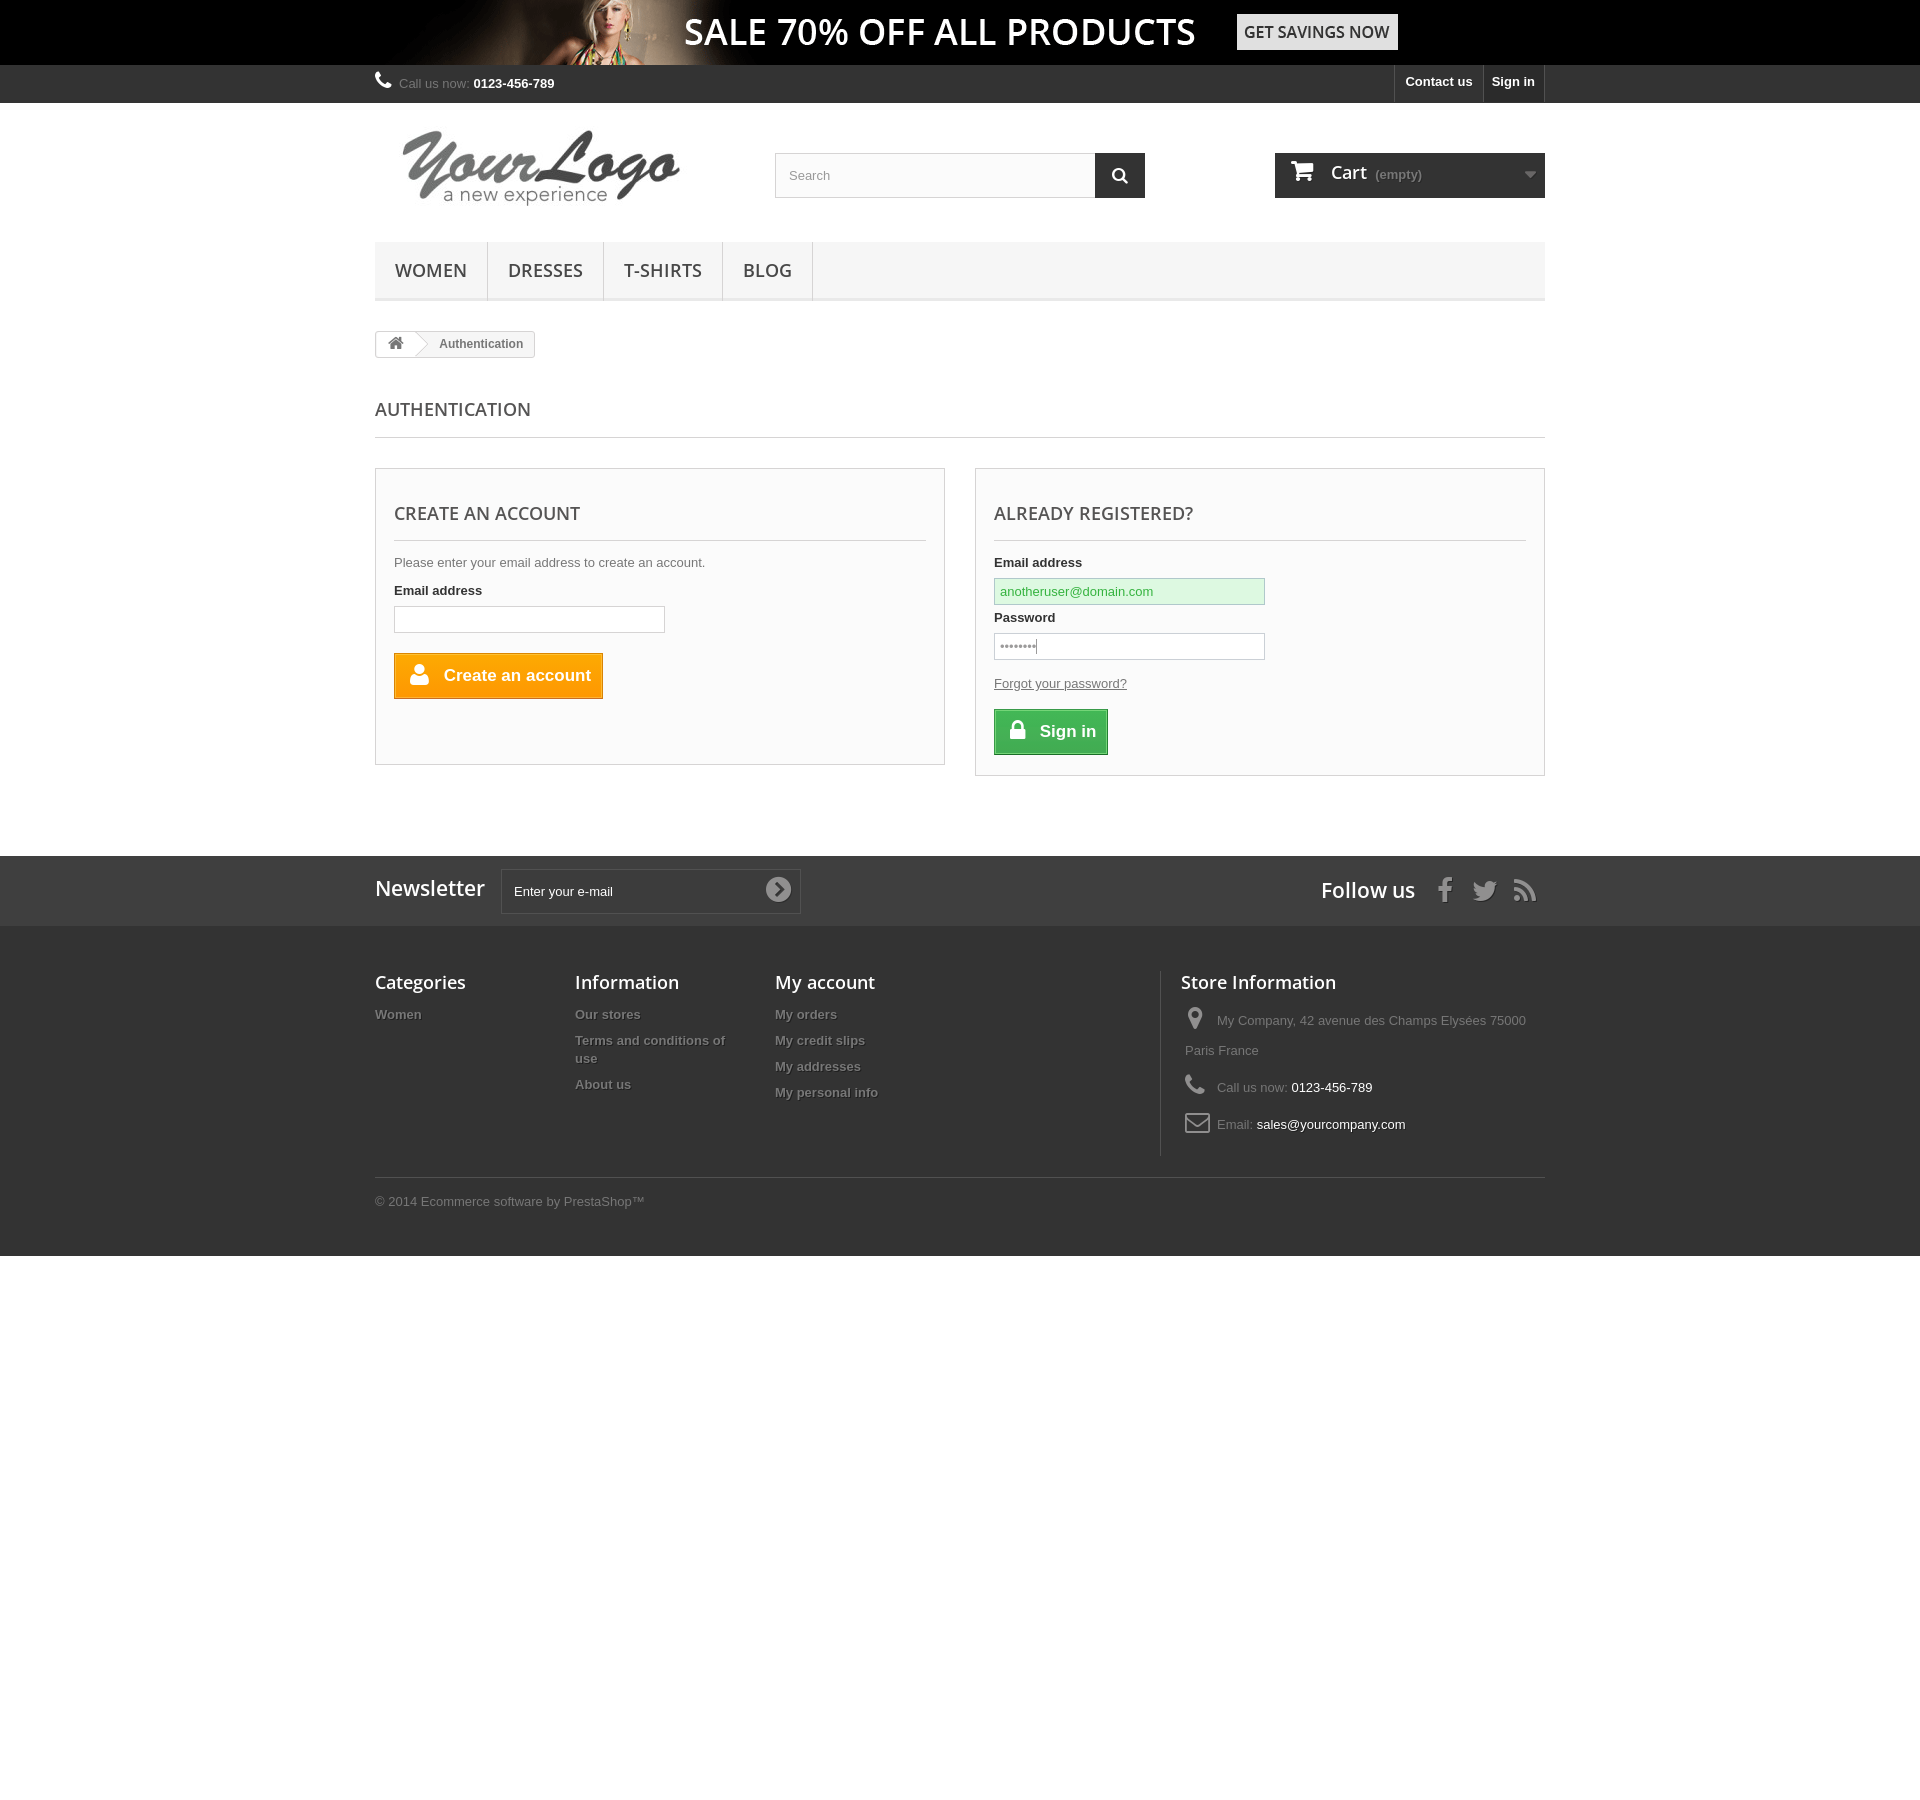 SALE 70% OFF ALL PRODUCTS
GET SAVINGS NOW
Call us now: 0123-456-789
Contact us
Sign in
YourLogo
a new experience
Search
Cart (empty)
WOMEN
DRESSES
T-SHIRTS
BLOG
Authentication
AUTHENTICATION
CREATE AN ACCOUNT
Please enter your email address to create an account.
Email address
Create an account
ALREADY REGISTERED?
Email address
anotheruser@domain.com
Password
••••••••
Forgot your password?
Sign in
Newsletter
Enter your e-mail
Follow us
Categories
Women
Information
Our stores
Terms and conditions of
use
About us
My account
My orders
My credit slips
My addresses
My personal info
Store Information
My Company, 42 avenue des Champs Elysées 75000
Paris France
Call us now: 0123-456-789
Email: sales@yourcompany.com
© 2014 Ecommerce software by PrestaShop™